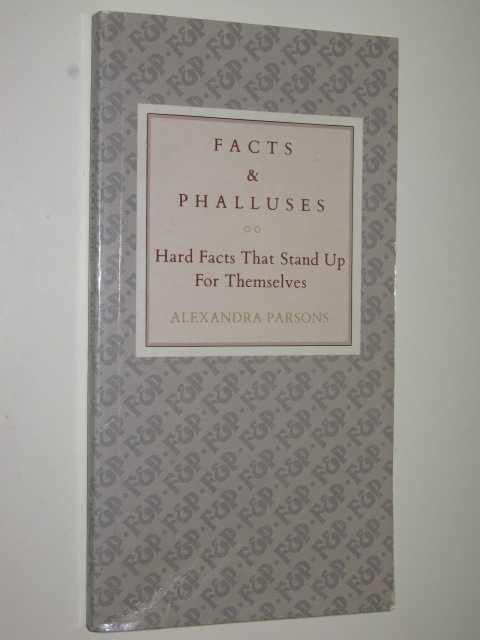 FACTS
&
PHALLUSES
Hard Facts That Stand Up
For Themselves
ALEXANDRA PARSONS
F&P